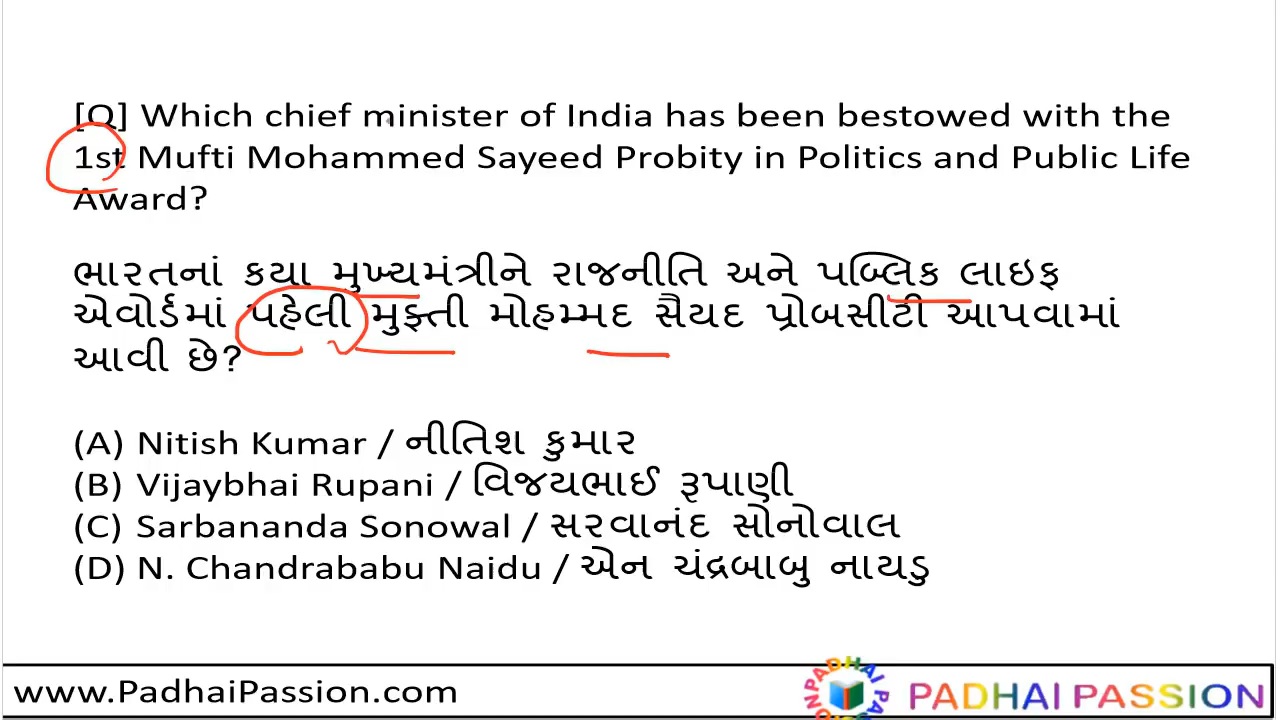 [Q] Which chief minister of India has been bestowed with the
1st Mufti Mohammed Sayeed Probity in Politics and Public Life
Award?
ભારતનાં કયા મુખ્યમંત્રીને રાજનીતિ અને પબ્લિક લાઇફ
એવોર્ડમાં પહેલી મુફ્તી મોહમ્મદ સૈયદ પ્રોબસીટી આપવામાં
આવી છે?
(A) Nitish Kumar / નીતિશ કુમાર
(B) Vijaybhai Rupani / વિજયભાઈ રૂપાણી
(C) Sarbananda Sonowal / સરવાનંદ સોનોવાલ
(D) N. Chandrababu Naidu / એન ચંદ્રબાબુ નાયડુ
www.PadhaiPassion.com
PADHAI PASSION